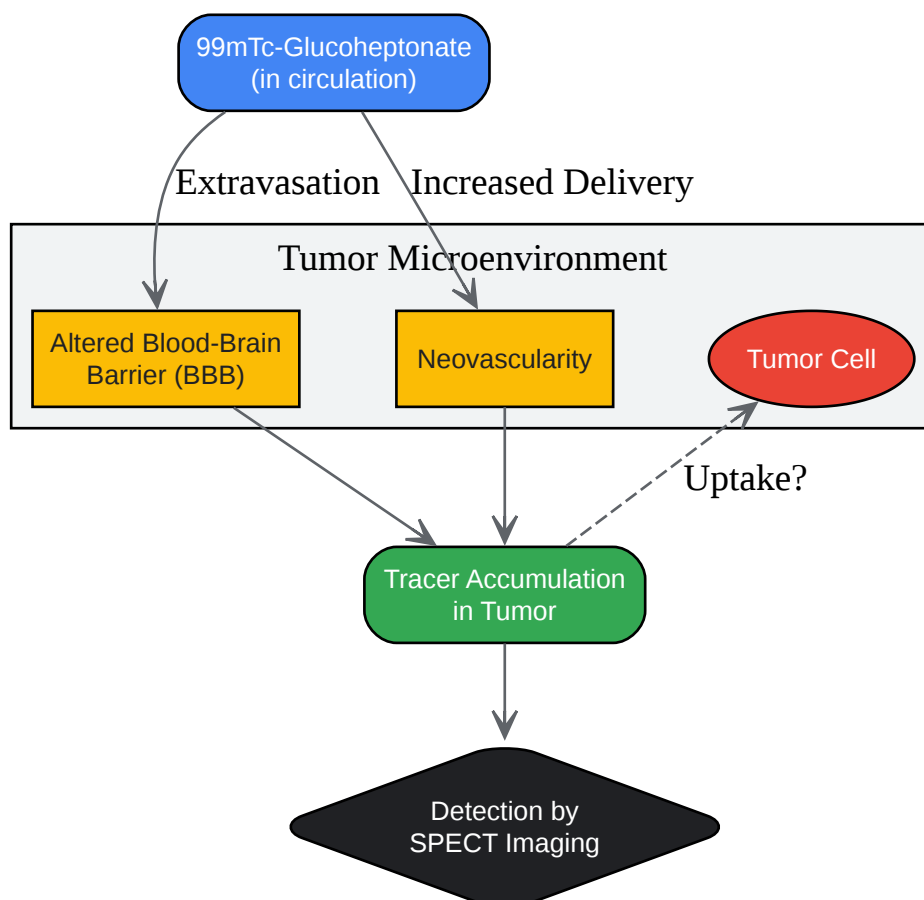 99mTc-Glucoheptonate
(in circulation)
Extravasation
Increased Delivery
Tumor Microenvironment
Altered Blood-Brain
Barrier (BBB)
Neovascularity
Tumor Cell
Uptake?
Tracer Accumulation
in Tumor
Detection by
SPECT Imaging